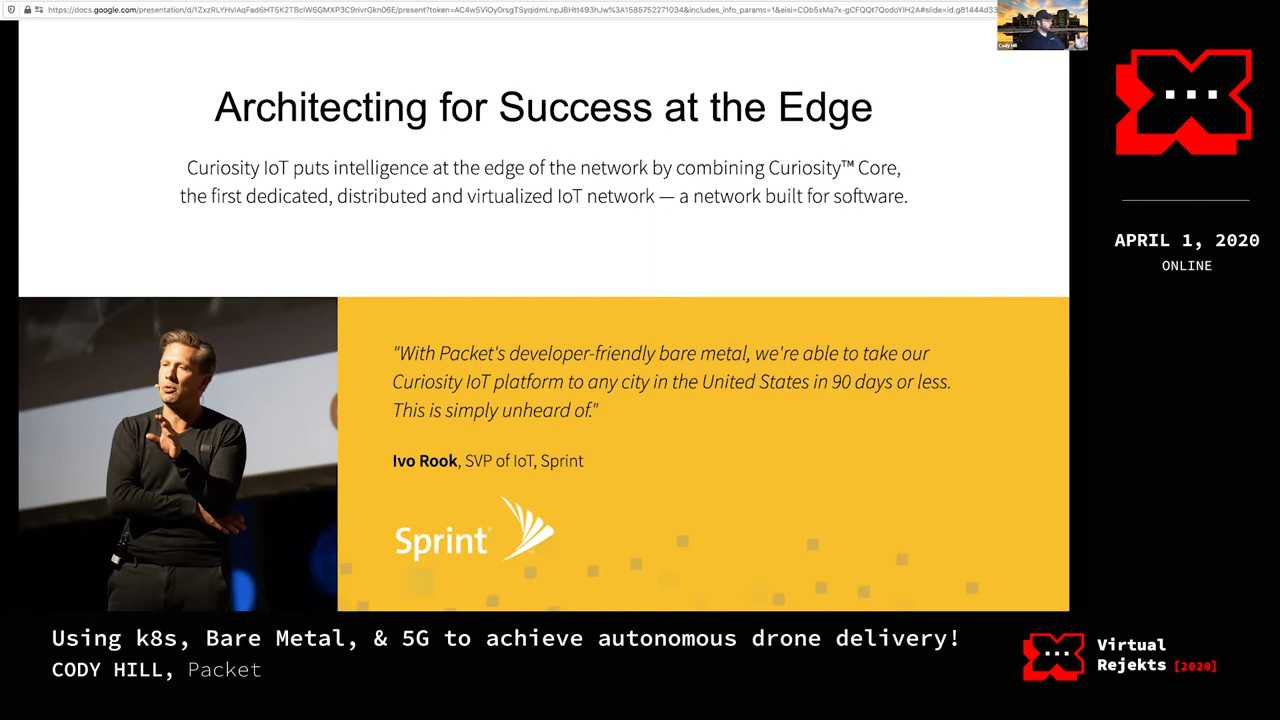 Architecting for Success at the Edge
Curiosity IoT puts intelligence at the edge of the network by combining Curiosity™ Core,
the first dedicated, distributed and virtualized IoT network — a network built for software.
"With Packet's developer-friendly bare metal, we're able to take our
Curiosity IoT platform to any city in the United States in 90 days or less.
This is simply unheard of."
Ivo Rook, SVP of IoT, Sprint
Sprint
Cody Hill
APRIL 1, 2020
ONLINE
Using k8s, Bare Metal, & 5G to achieve autonomous drone delivery!
CODY HILL, Packet
Virtual
Rejekts [2020]